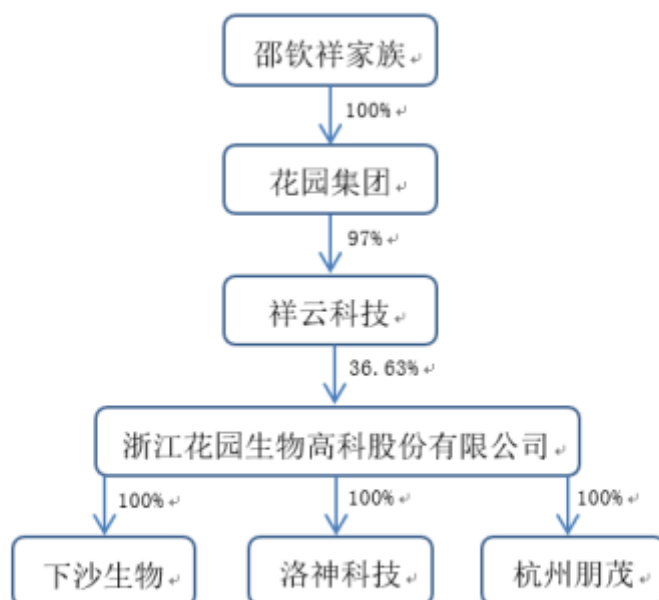 邵钦祥家族
100%
花园集团
97%
祥云科技
36.63%
浙江花园生物高科股份有限公司
100% 100% 100%
下沙生物 洛神科技 杭州朋茂